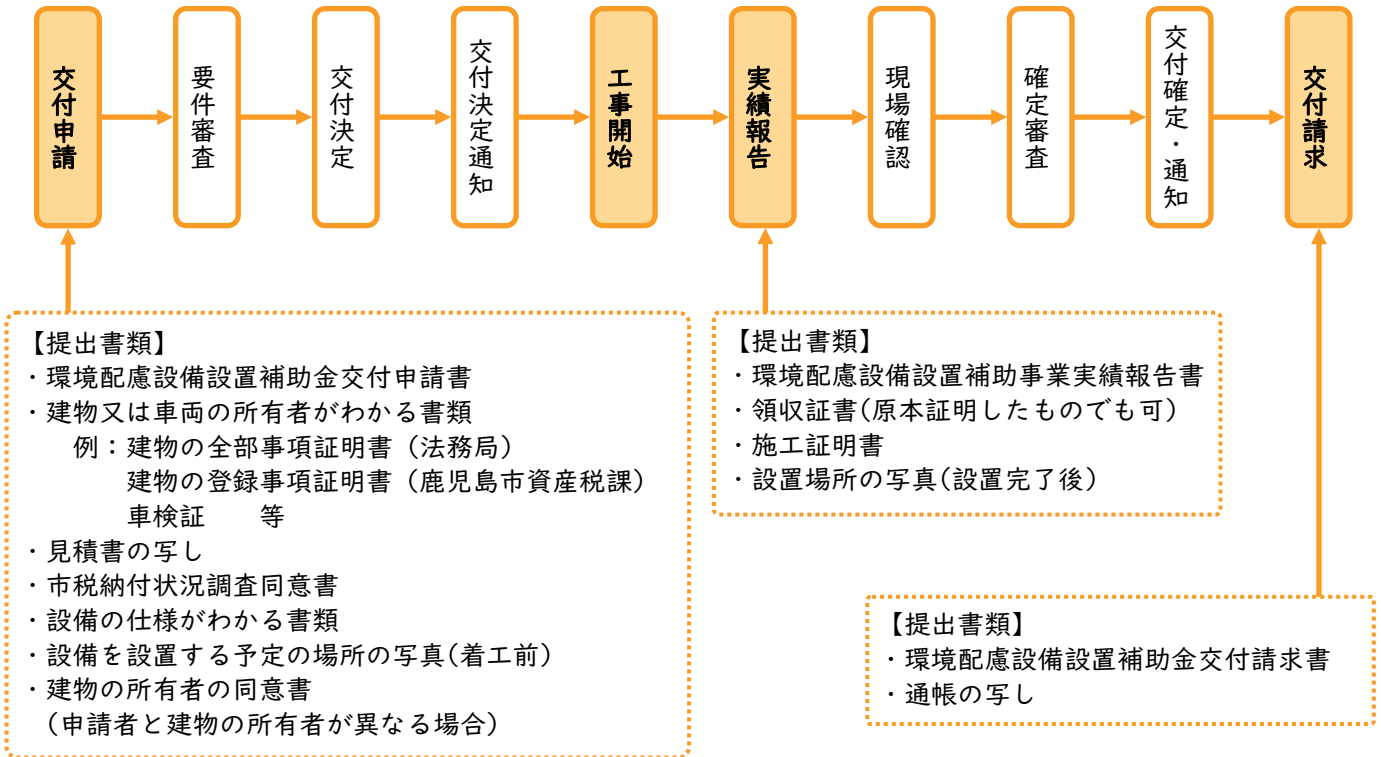 交付申請
要件審査
交付決定
交付決定通知
工事開始
実績報告
現場確認
確定審査
交付確定・通知
交付請求
【提出書類】
・環境配慮設備設置補助金交付申請書
・建物又は車両の所有者がわかる書類
例：建物の全部事項証明書（法務局）
建物の登録事項証明書（鹿児島市資産税課）
車検証　　等
・見積書の写し
・市税納付状況調査同意書
・設備の仕様がわかる書類
・設備を設置する予定の場所の写真(着工前)
・建物の所有者の同意書
（申請者と建物の所有者が異なる場合）
【提出書類】
・環境配慮設備設置補助事業実績報告書
・領収証書(原本証明したものでも可)
・施工証明書
・設置場所の写真(設置完了後)
【提出書類】
・環境配慮設備設置補助金交付請求書
・通帳の写し